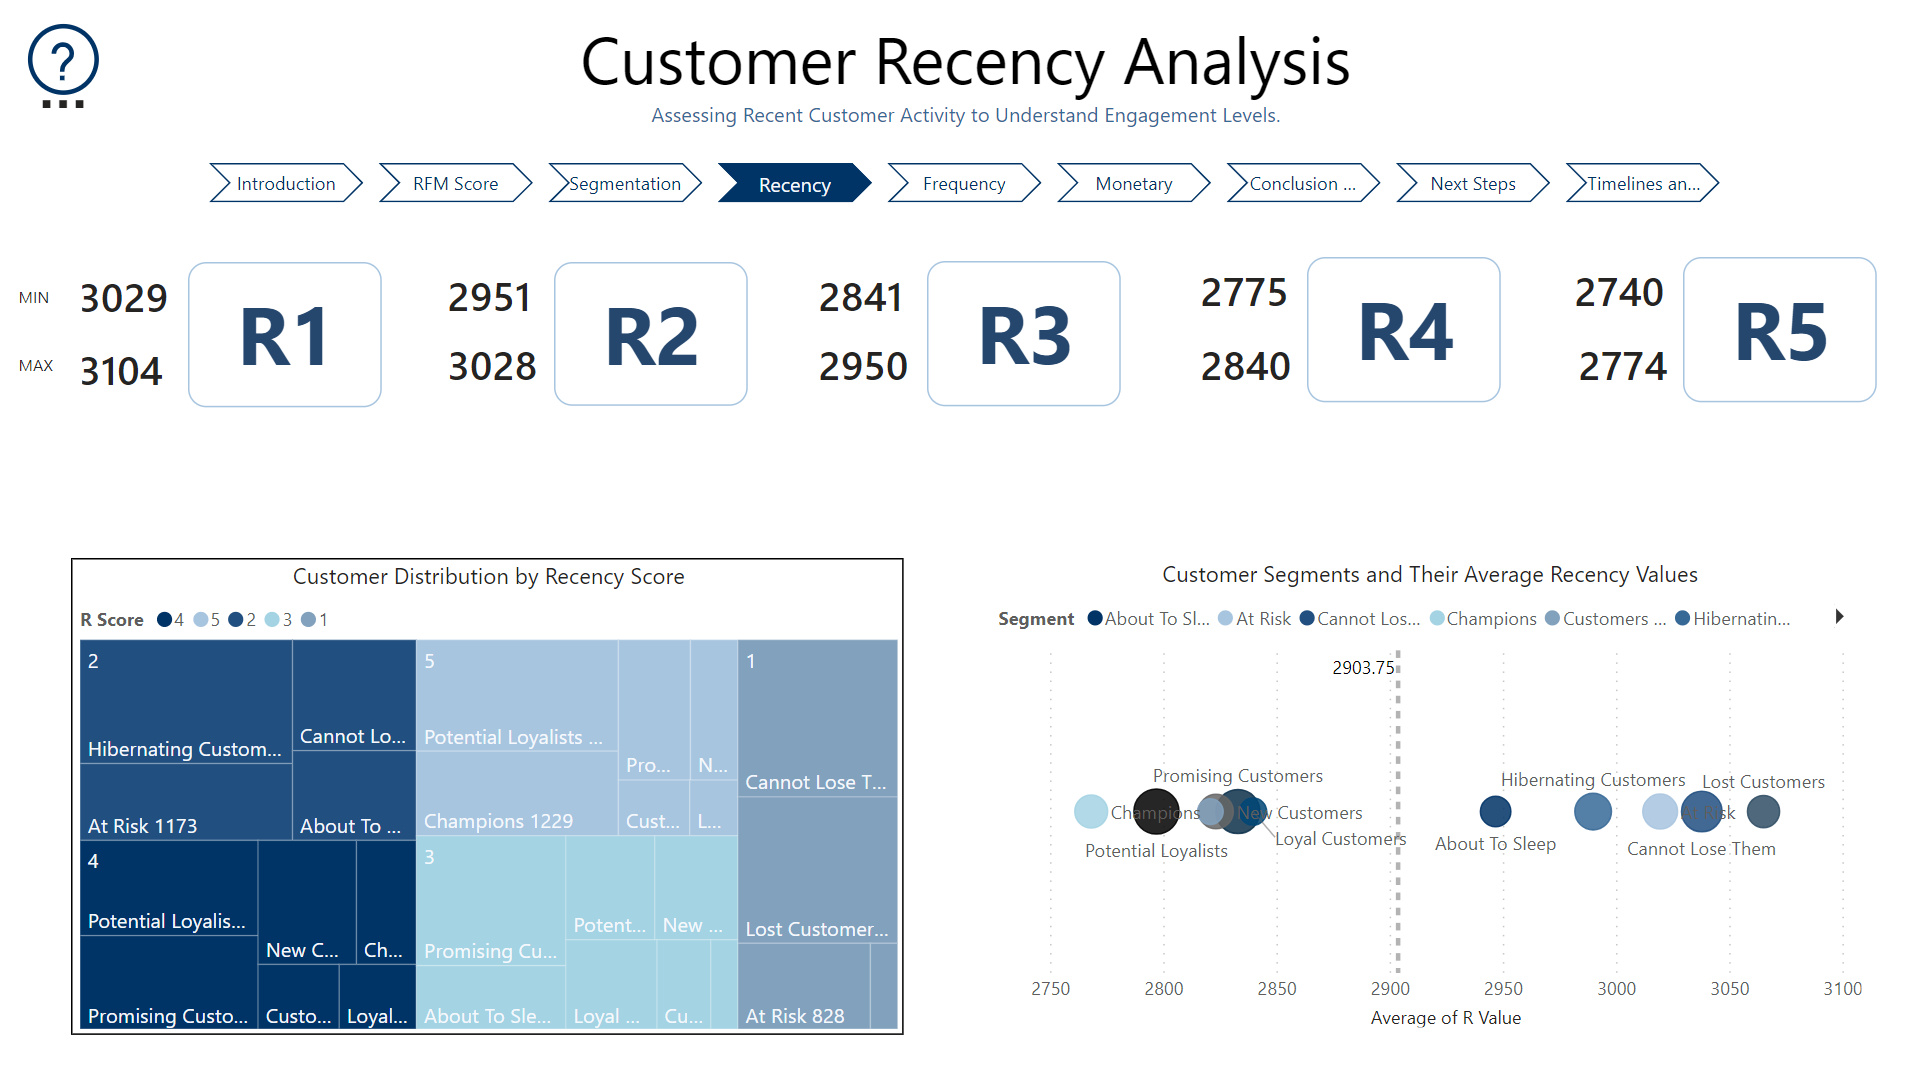 ?
Customer Recency Analysis
Assessing Recent Customer Activity to Understand Engagement Levels.
Introduction
RFM Score
Segmentation
Recency
Frequency
Monetary
Conclusion ...
Next Steps
Timelines an...
MIN
3029
MAX
3104
R1
2951
3028
R2
2841
2950
R3
2775
2840
R4
2740
2774
R5
Customer Distribution by Recency Score
R Score 4 5 2 3 1
2
Hibernating Custom...
Cannot Lo...
At Risk 1173
About To ...
4
Potential Loyalis...
New C...
Ch...
Promising Custo...
Custo...
Loyal...
5
Potential Loyalists ...
Pro...
N...
Champions 1229
Cust...
L...
3
Promising Cu...
Potent...
New ...
About To Sle...
Loyal ...
Cu...
1
Cannot Lose T...
Lost Customer...
At Risk 828
Customer Segments and Their Average Recency Values
Segment About To Sl... At Risk Cannot Los... Champions Customers ... Hibernatin...
2903.75
Promising Customers
Champions
New Customers
Loyal Customers
Potential Loyalists
Hibernating Customers
Lost Customers
At Risk
About To Sleep
Cannot Lose Them
2750 2800 2850 2900 2950 3000 3050 3100
Average of R Value